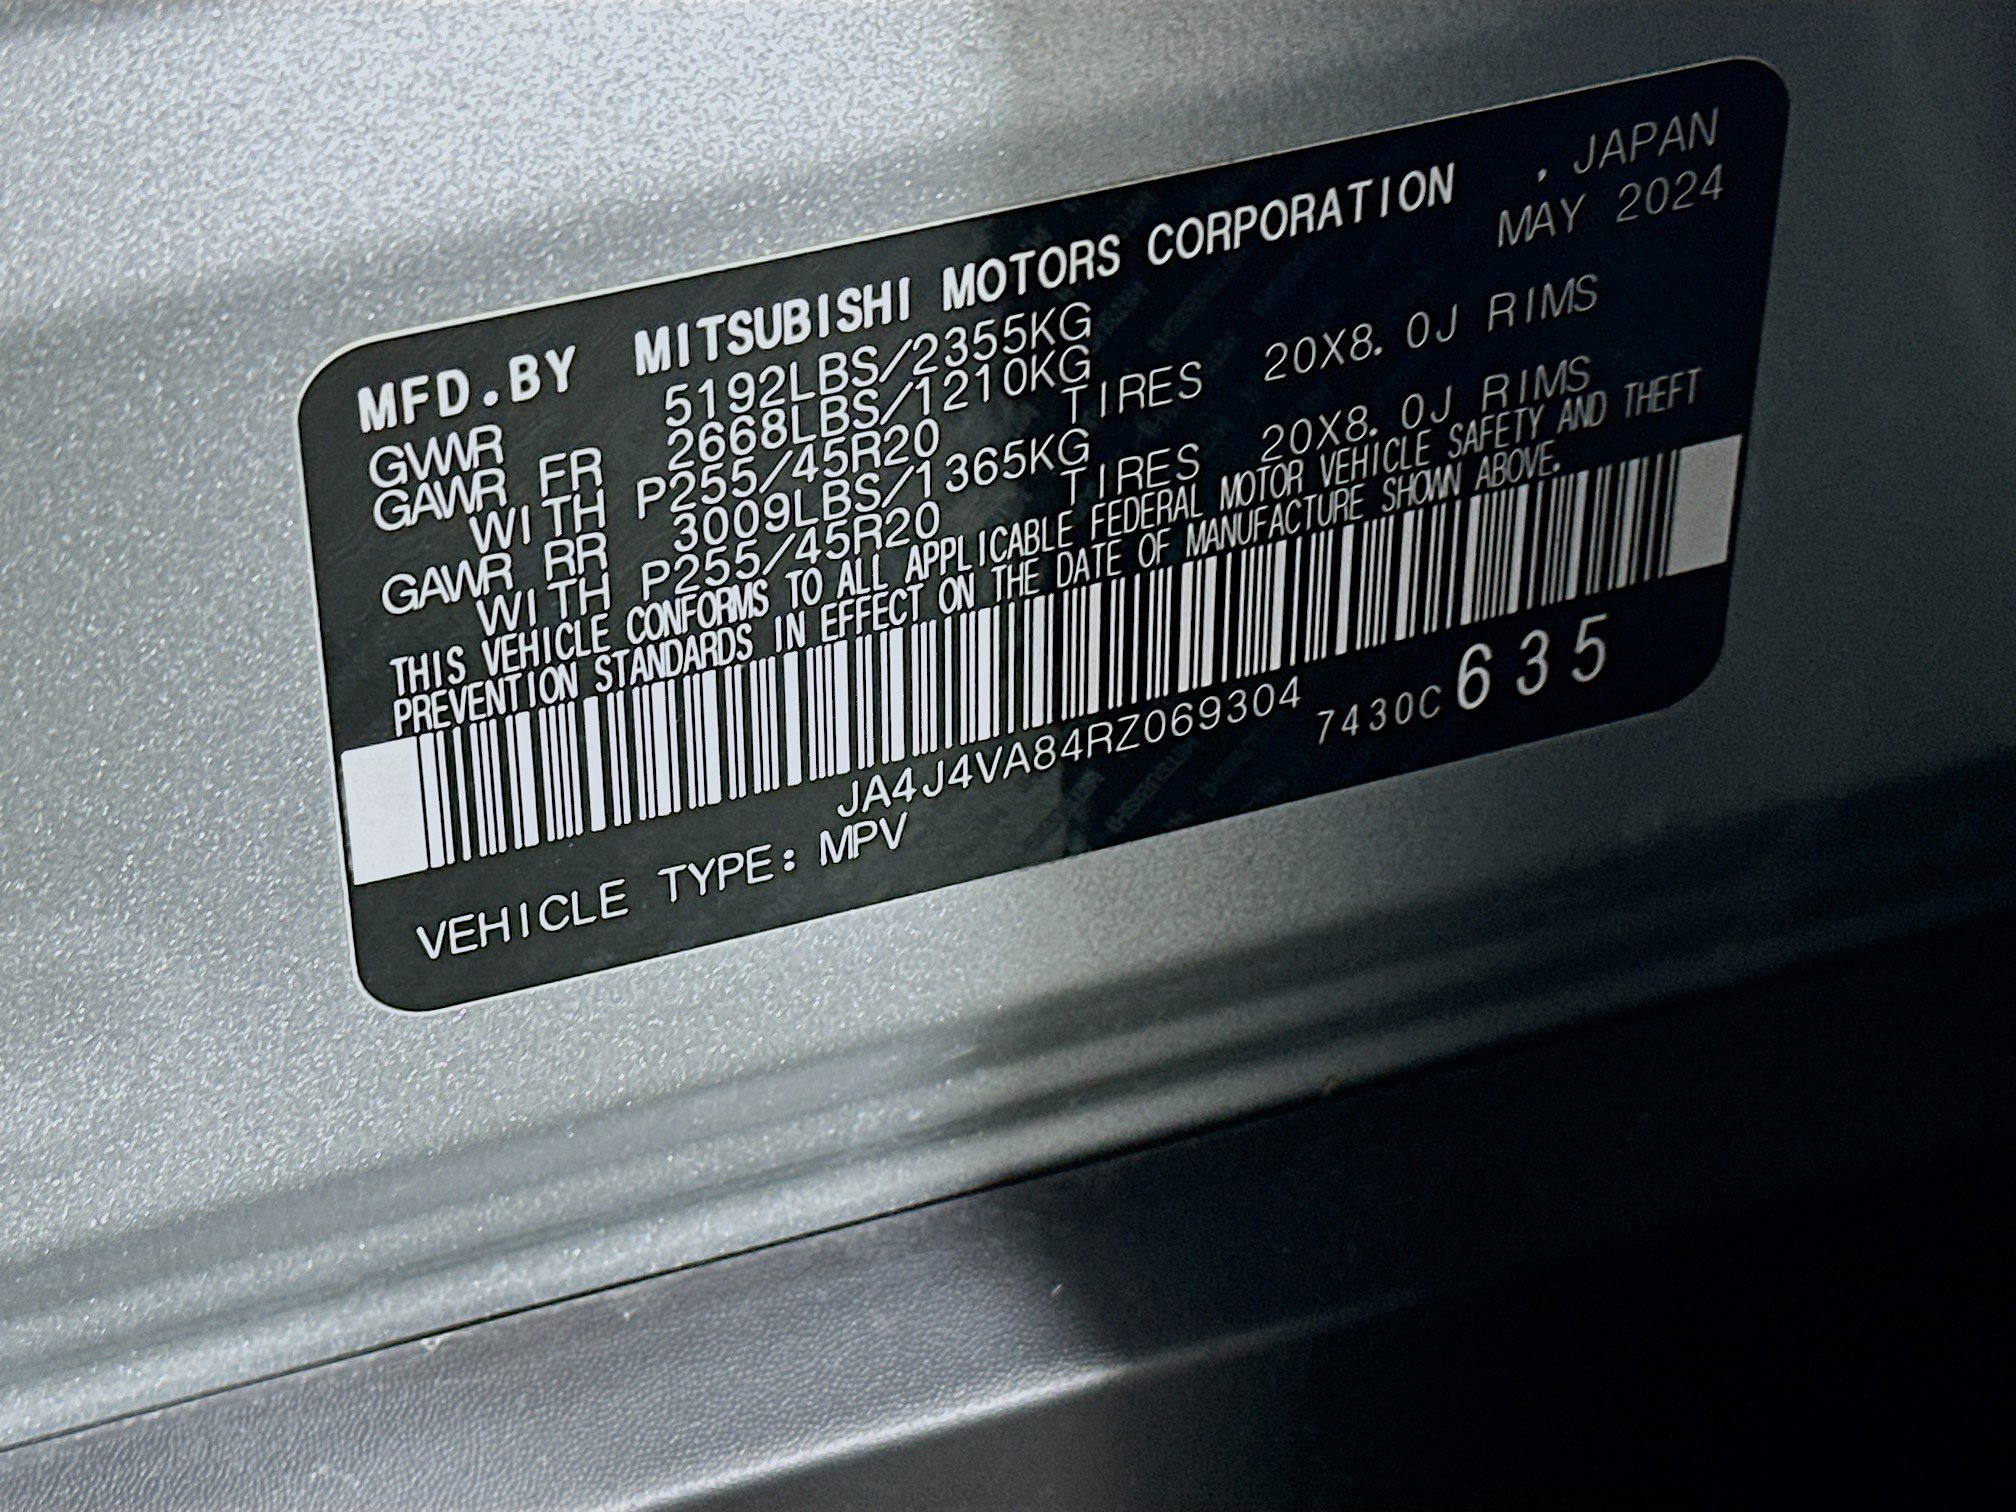 MFD.BY MITSUBISHI MOTORS CORPORATION , JAPAN
GVWR 5192LBS/2355KG MAY 2024
GAWR FR 2668LBS/1210KG
WITH P255/45R20 TIRES 20X8.0J RIMS
GAWR RR 3009LBS/1365KG
WITH P255/45R20 TIRES 20X8.0J RIMS
THIS VEHICLE CONFORMS TO ALL APPLICABLE FEDERAL MOTOR VEHICLE SAFETY AND THEFT
PREVENTION STANDARDS IN EFFECT ON THE DATE OF MANUFACTURE SHOWN ABOVE.
JA4J4VA84RZ069304 7430C 635
VEHICLE TYPE: MPV